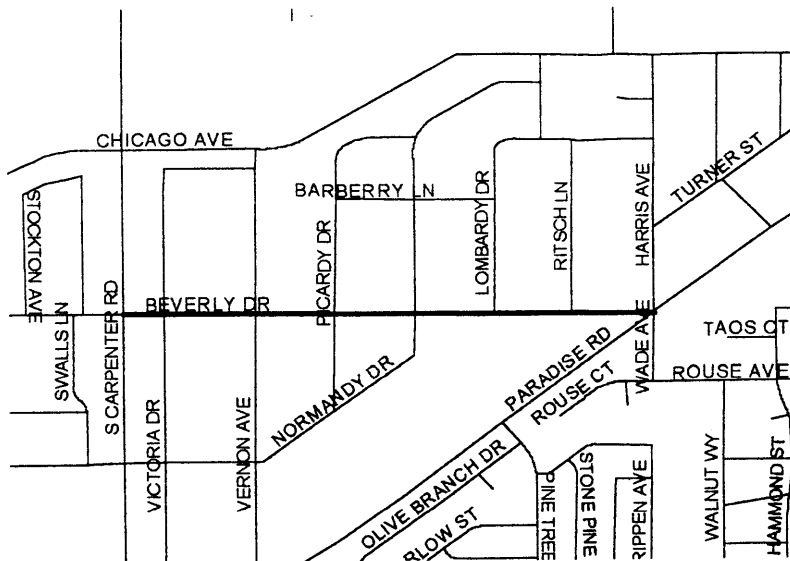 CHICAGO AVE
TURNER ST
BARBERRY LN
STOCKTON AVE
PICARDY DR
LOMBARDY DR
RITSCH LN
HARRIS AVE
BEVERLY DR
S CARPENTER RD
SWALLS LN
WADE AVE
TAOS CT
PARADISE RD
ROUSE CT
ROUSE AVE
NORMANDY DR
VICTORIA DR
VERNON AVE
OLIVE BRANCH DR
BLOW ST
PINE TREE
STONE PINE
RIPPEN AVE
WALNUT WY
HAMMOND ST